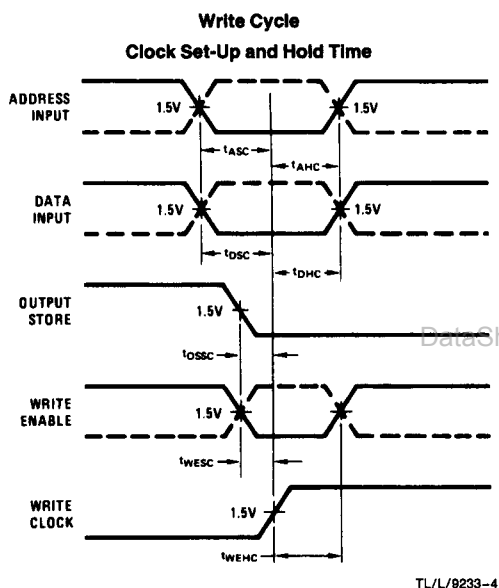 Write Cycle
Clock Set-Up and Hold Time
ADDRESS
INPUT
1.5V
1.5V
tASC
tAHC
DATA
INPUT
1.5V
1.5V
tDSC
tDHC
OUTPUT
STORE
1.5V
DataSh
tOSSC
WRITE
ENABLE
1.5V
tWESC
WRITE
CLOCK
1.5V
tWEHC
TL/L/9233-4